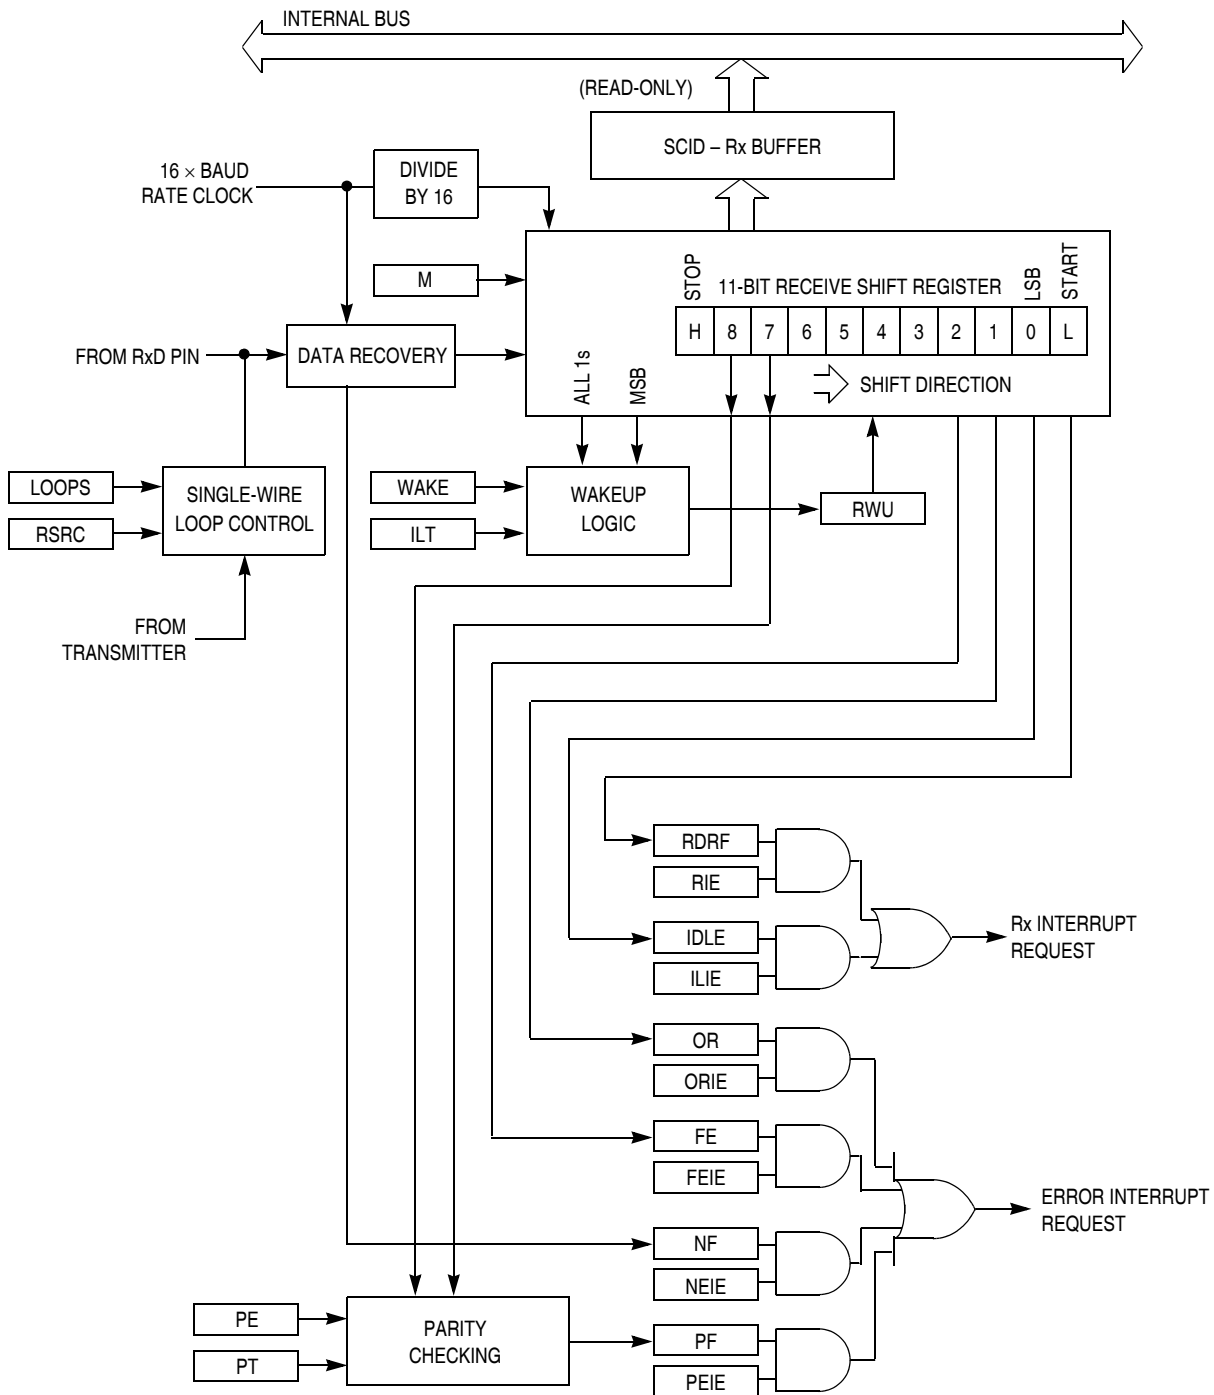 INTERNAL BUS
(READ-ONLY)
SCID – Rx BUFFER
16 × BAUD
RATE CLOCK
DIVIDE
BY 16
M
STOP
11-BIT RECEIVE SHIFT REGISTER
LSB
START
H 8 7 6 5 4 3 2 1 0 L
FROM RxD PIN
DATA RECOVERY
ALL 1s
MSB
SHIFT DIRECTION
LOOPS
RSRC
SINGLE-WIRE
LOOP CONTROL
WAKE
ILT
WAKEUP
LOGIC
RWU
FROM
TRANSMITTER
RDRF
RIE
IDLE
ILIE
Rx INTERRUPT
REQUEST
OR
ORIE
FE
FEIE
ERROR INTERRUPT
REQUEST
NF
NEIE
PE
PT
PARITY
CHECKING
PF
PEIE